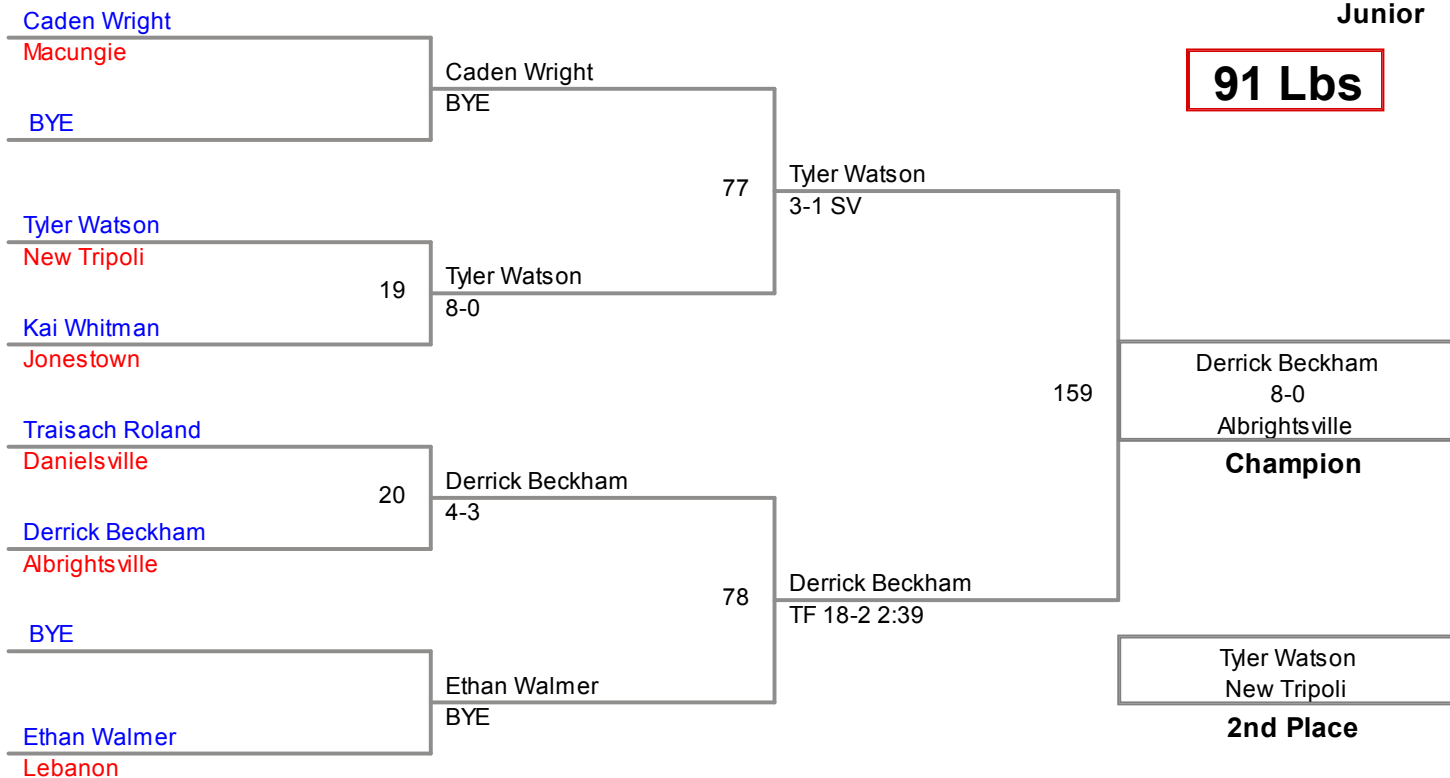 Junior
91 Lbs
Caden Wright
Macungie
BYE
Tyler Watson
New Tripoli
19
Kai Whitman
Jonestown
Traisach Roland
Danielsville
20
Derrick Beckham
Albrightsville
BYE
Ethan Walmer
Lebanon
Caden Wright
BYE
77
Tyler Watson
8-0
Derrick Beckham
4-3
78
Ethan Walmer
BYE
Tyler Watson
3-1 SV
159
Derrick Beckham
TF 18-2 2:39
Derrick Beckham
8-0
Albrightsville
Champion
Tyler Watson
New Tripoli
2nd Place